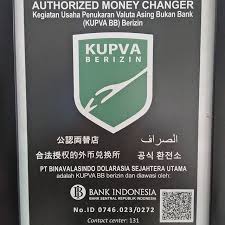 AUTHORIZED MONEY CHANGER
Kegiatan Usaha Penukaran Valuta Asing Bukan Bank
(KUPVA BB) Berizin
KUPVA
BERIZIN
公認両替店 الصراف
合法授权的外币兑换所 공식 환전소
PT BINAVALASINDO DOLARASIA SEJAHTERA UTAMA
adalah KUPVA BB berizin dan diawasi oleh:
BANK INDONESIA
BANK SENTRAL REPUBLIK INDONESIA
No.ID 0746.023/0272
Contact center: 131